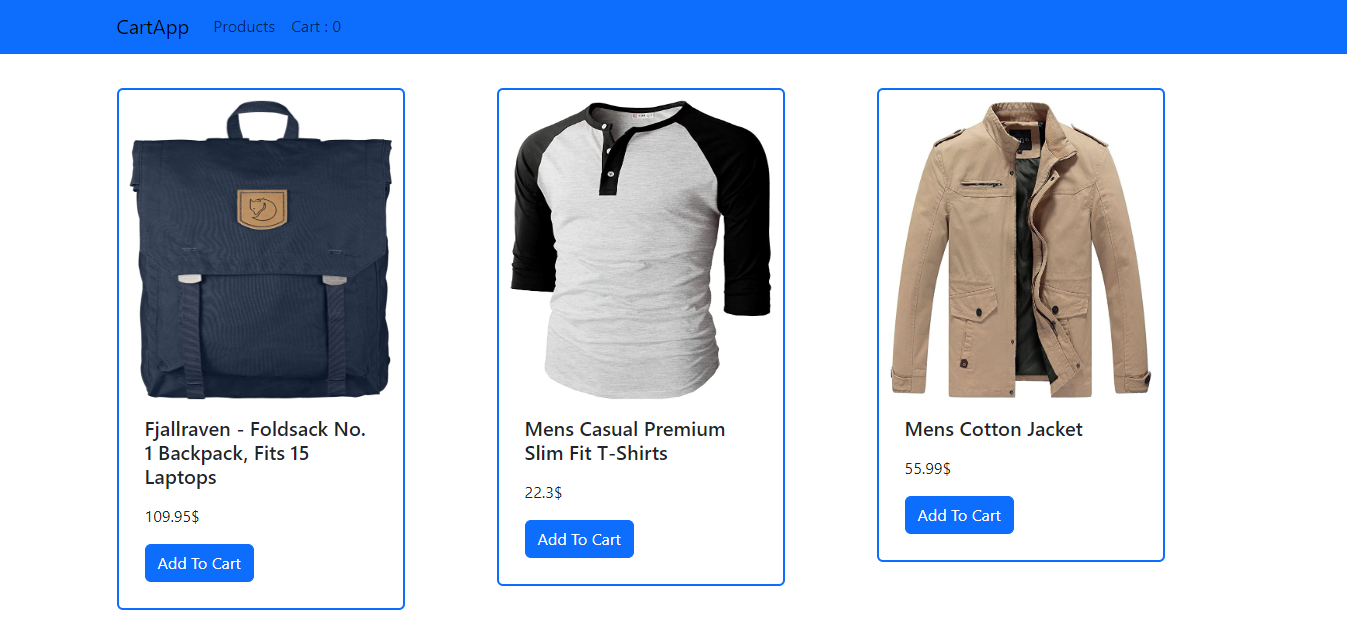 CartApp Products Cart : 0
Fjallraven - Foldsack No.
1 Backpack, Fits 15
Laptops
109.95$
Add To Cart
Mens Casual Premium
Slim Fit T-Shirts
22.3$
Add To Cart
Mens Cotton Jacket
55.99$
Add To Cart